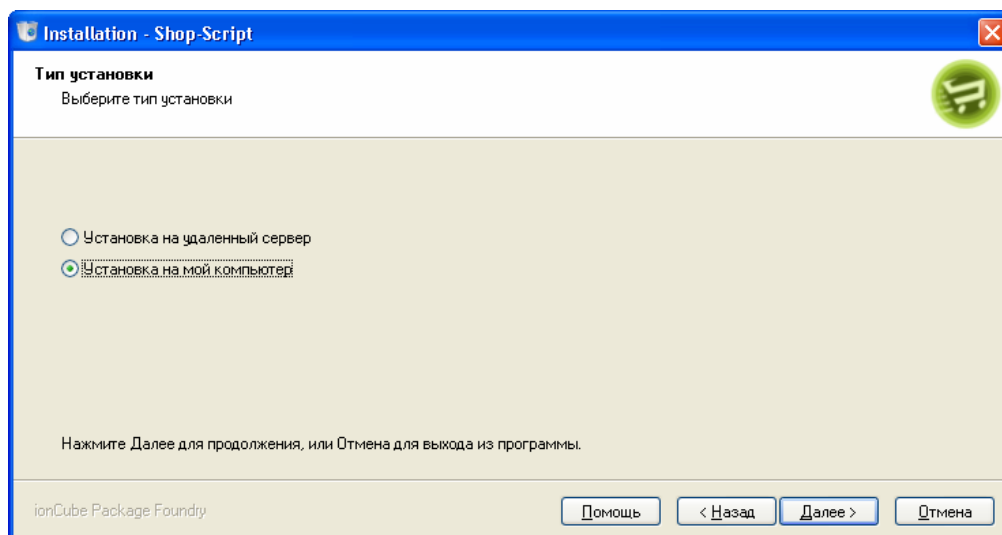 Installation - Shop-Script
Тип установки
Выберите тип установки
Установка на удаленный сервер
Установка на мой компьютер
Нажмите Далее для продолжения, или Отмена для выхода из программы.
ionCube Package Foundry
Помощь < Назад Далее > Отмена